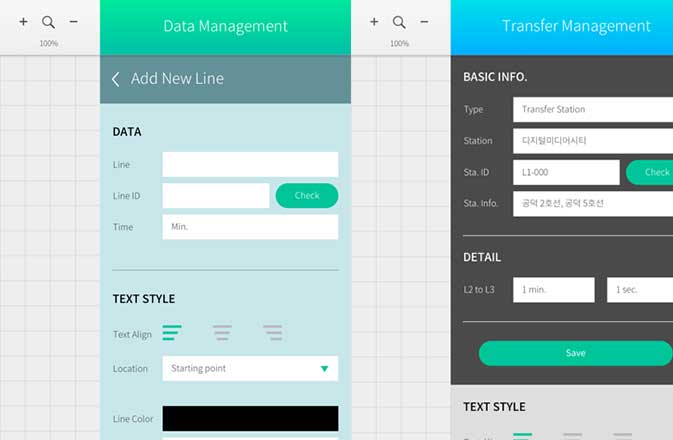 100%
Data Management
Add New Line
DATA
Line
Line ID
Check
Time
Min.
TEXT STYLE
Text Align
Location
Starting point
Line Color
100%
Transfer Management
BASIC INFO.
Type
Transfer Station
Station
다지털미디어시티
Sta. ID
L1-000
Check
Sta. Info.
공덕 2호선, 공덕 5호선
DETAIL
L2 to L3
1 min.
1 sec.
Save
TEXT STYLE